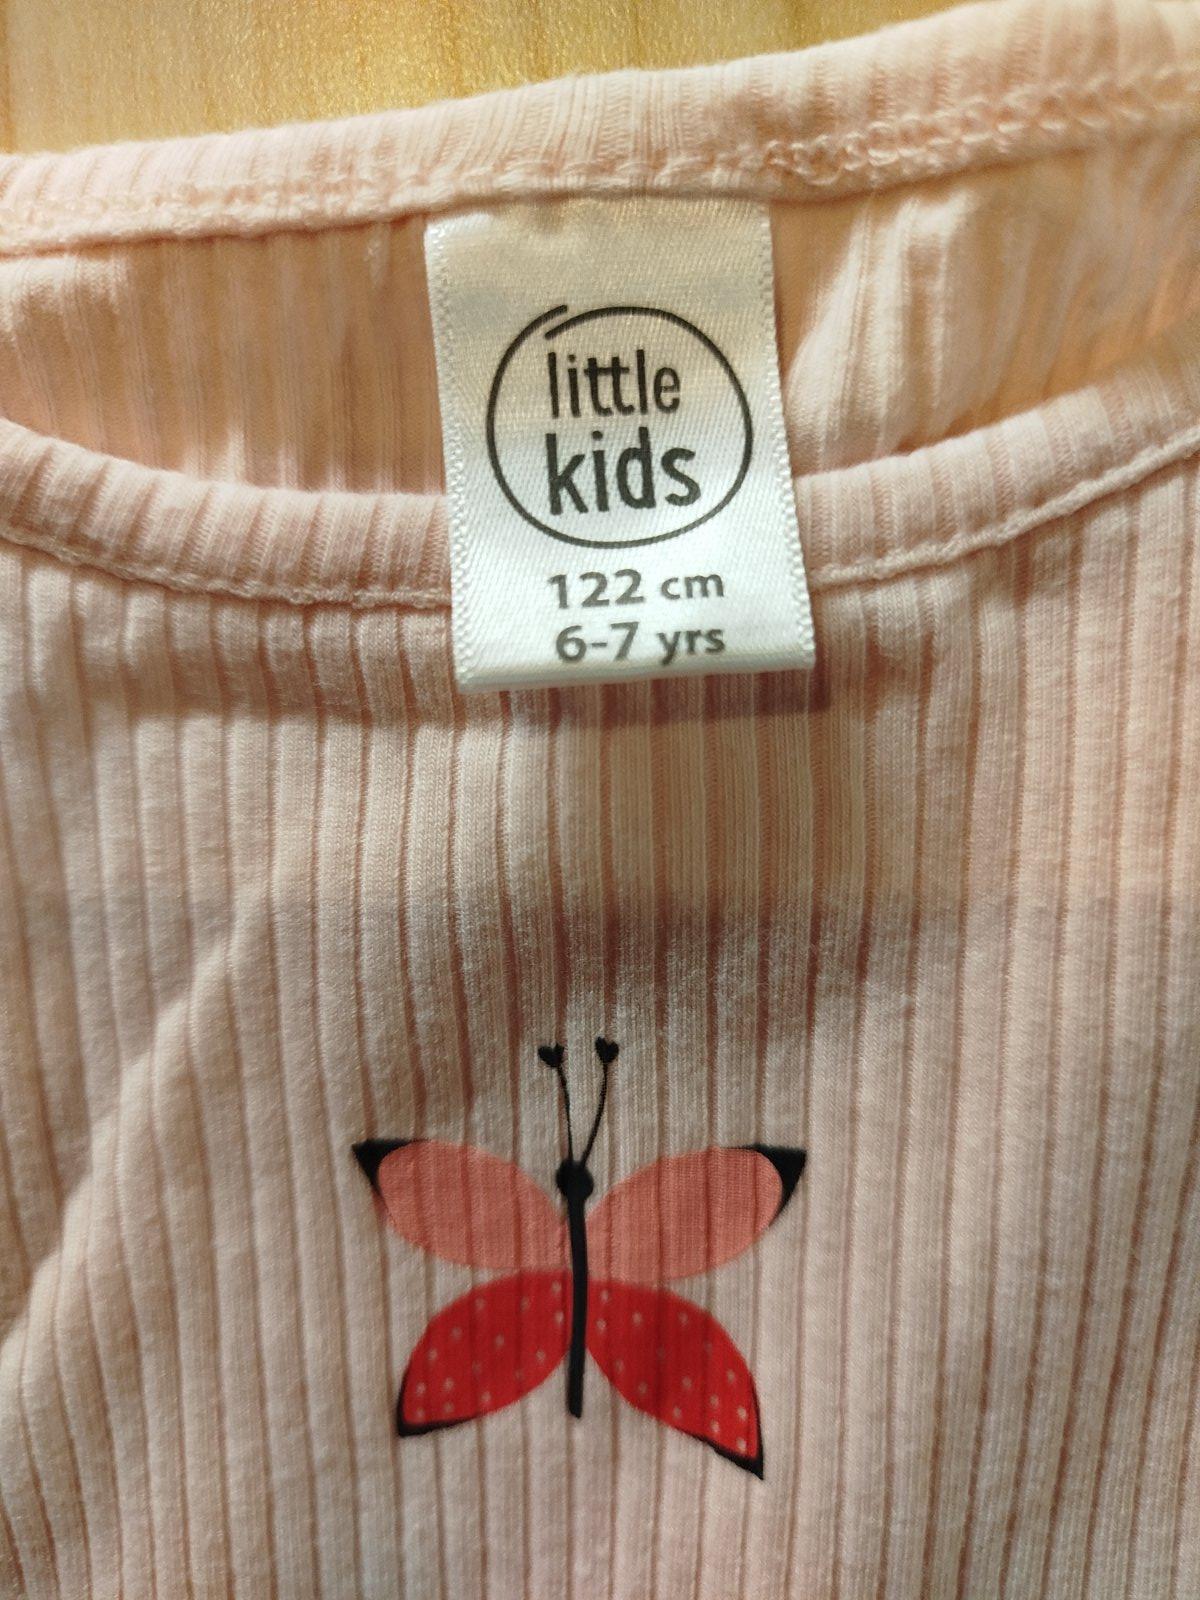 little
kids
122 cm
6-7 yrs